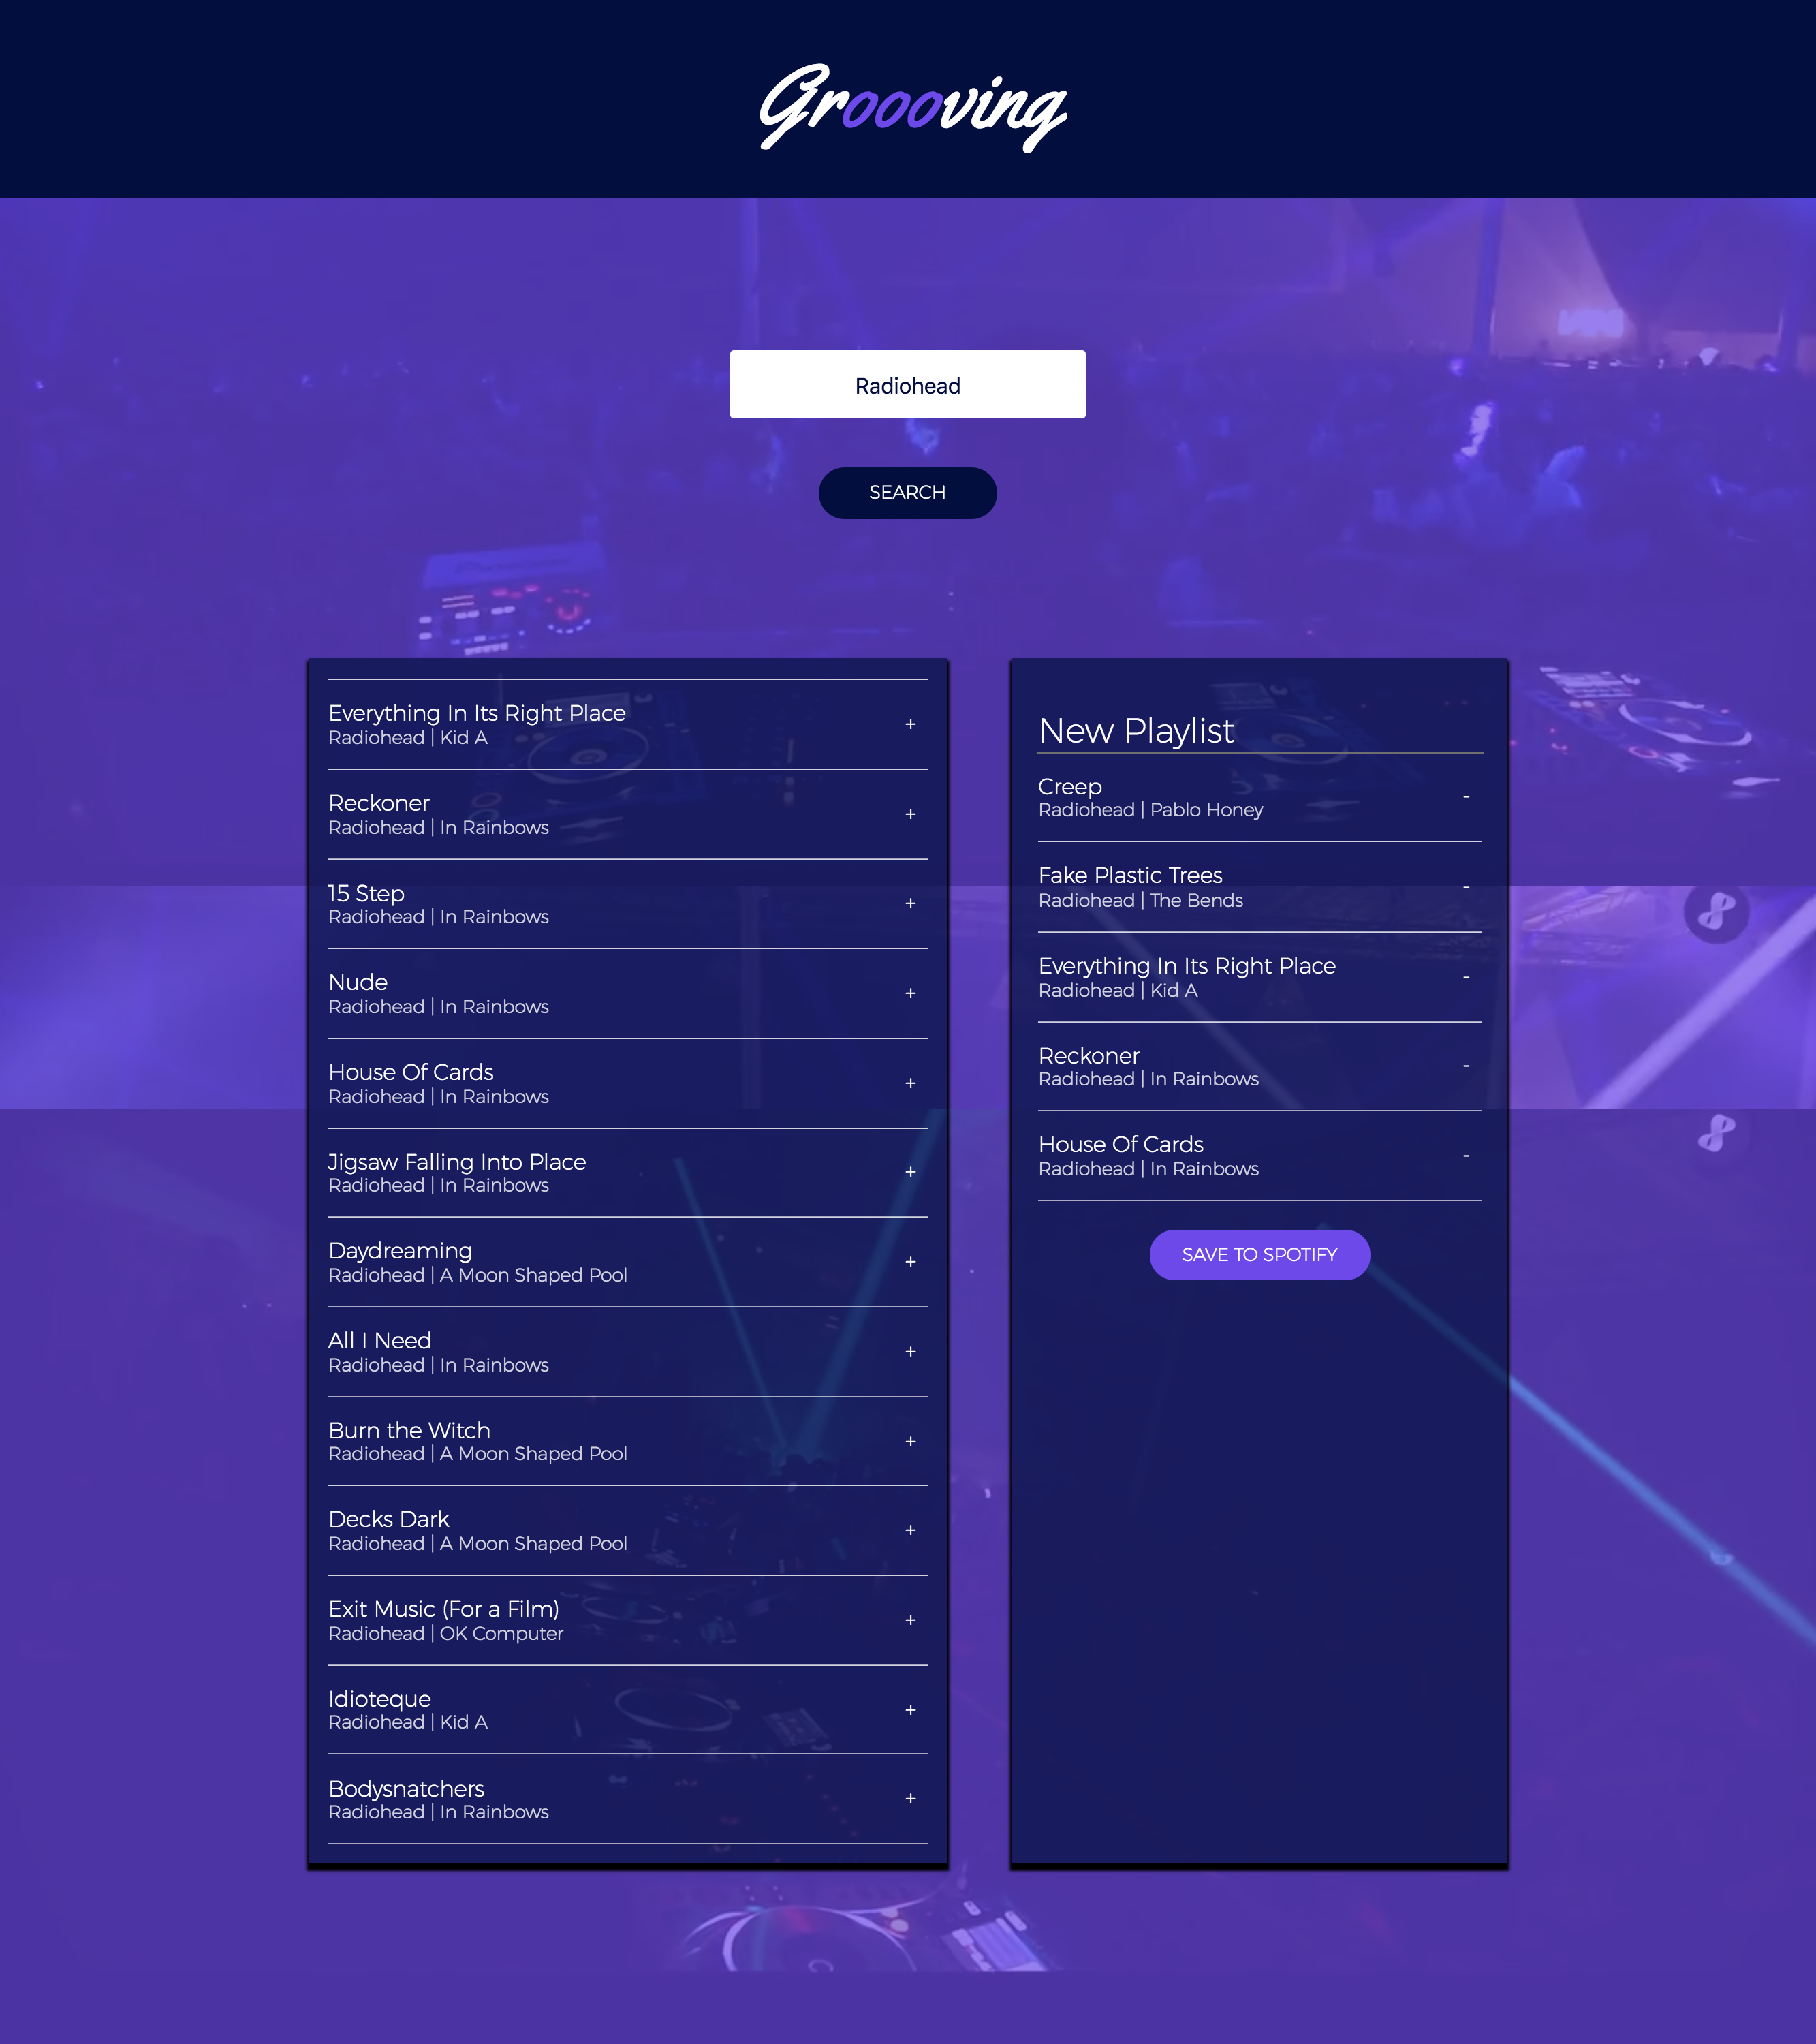 Groooving
Radiohead
SEARCH
Everything In Its Right Place
Radiohead | Kid A
+
Reckoner
Radiohead | In Rainbows
+
15 Step
Radiohead | In Rainbows
+
Nude
Radiohead | In Rainbows
+
House Of Cards
Radiohead | In Rainbows
+
Jigsaw Falling Into Place
Radiohead | In Rainbows
+
Daydreaming
Radiohead | A Moon Shaped Pool
+
All I Need
Radiohead | In Rainbows
+
Burn the Witch
Radiohead | A Moon Shaped Pool
+
Decks Dark
Radiohead | A Moon Shaped Pool
+
Exit Music (For a Film)
Radiohead | OK Computer
+
Idioteque
Radiohead | Kid A
+
Bodysnatchers
Radiohead | In Rainbows
+
New Playlist
Creep
Radiohead | Pablo Honey
-
Fake Plastic Trees
Radiohead | The Bends
-
Everything In Its Right Place
Radiohead | Kid A
-
Reckoner
Radiohead | In Rainbows
-
House Of Cards
Radiohead | In Rainbows
-
SAVE TO SPOTIFY